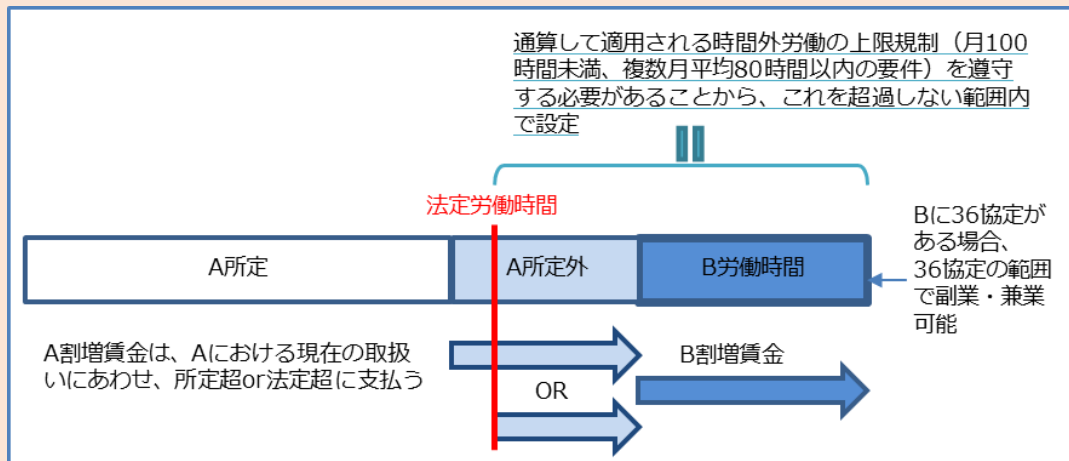 通算して適用される時間外労働の上限規制（月100
時間未満、複数月平均80時間以内の要件）を遵守
する必要があることから、これを超過しない範囲内
で設定
法定労働時間
A所定
A所定外
B労働時間
Bに36協定が
ある場合、
36協定の範囲
で副業・兼業
可能
A割増賃金は、Aにおける現在の取扱
いにあわせ、所定超or法定超に支払う
OR
B割増賃金